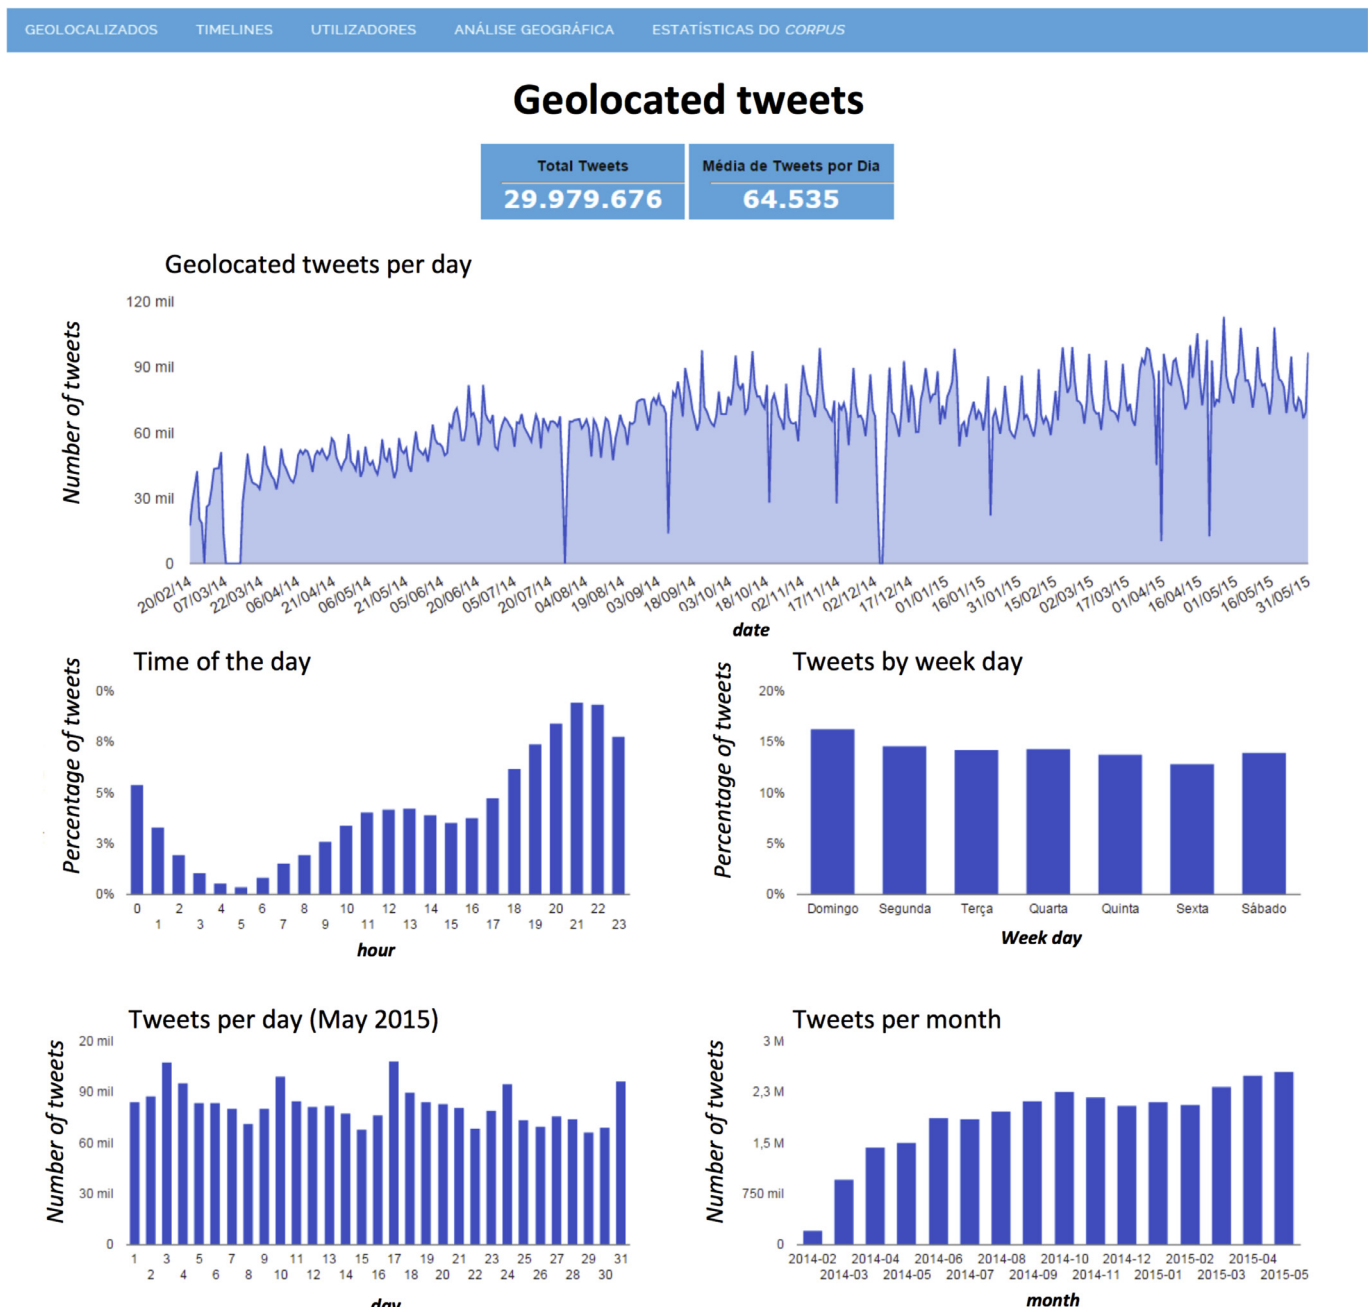 GEOLOCALIZADOS TIMELINES UTILIZADORES ANÁLISE GEOGRÁFICA ESTATÍSTICAS DO CORPUS
Geolocated tweets
Total Tweets Média de Tweets por Dia
29.979.676 64.535
Geolocated tweets per day
Number of tweets
120 mil
90 mil
60 mil
30 mil
0
20/02/14 07/03/14 22/03/14 06/04/14 21/04/14 06/05/14 21/05/14 05/06/14 20/06/14 05/07/14 20/07/14 04/08/14 19/08/14 03/09/14 18/09/14 03/10/14 18/10/14 02/11/14 17/11/14 02/12/14 17/12/14 01/01/15 16/01/15 31/01/15 15/02/15 02/03/15 17/03/15 01/04/15 16/04/15 01/05/15 16/05/15 31/05/15
date
Time of the day
Percentage of tweets
0%
8%
5%
3%
0%
0 2 4 6 8 10 12 14 16 18 20 22
1 3 5 7 9 11 13 15 17 19 21 23
hour
Tweets by week day
Percentage of tweets
20%
15%
10%
5%
0%
Domingo Segunda Terça Quarta Quinta Sexta Sábado
Week day
Tweets per day (May 2015)
Number of tweets
20 mil
90 mil
60 mil
30 mil
0
1 3 5 7 9 11 13 15 17 19 21 23 25 27 29 31
2 4 6 8 10 12 14 16 18 20 22 24 26 28 30
day
Tweets per month
Number of tweets
3 M
2,3 M
1,5 M
750 mil
0
2014-02 2014-04 2014-06 2014-08 2014-10 2014-12 2015-02 2015-04
2014-03 2014-05 2014-07 2014-09 2014-11 2015-01 2015-03 2015-05
month